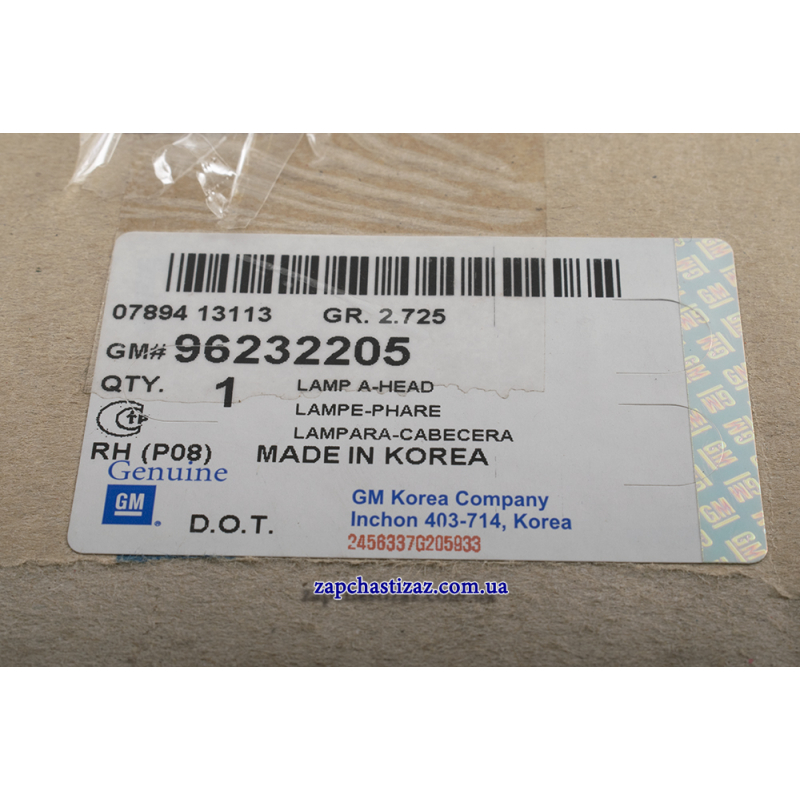 07894 13113 GR. 2.725
GM# 96232205
QTY. 1 LAMP A-HEAD
LAMPE-PHARE
LAMPARA-CABECERA
RH (P08) MADE IN KOREA
Genuine
GM
D.O.T.
GM Korea Company
Inchon 403-714, Korea
2456337G205933
zapchastizaz.com.ua